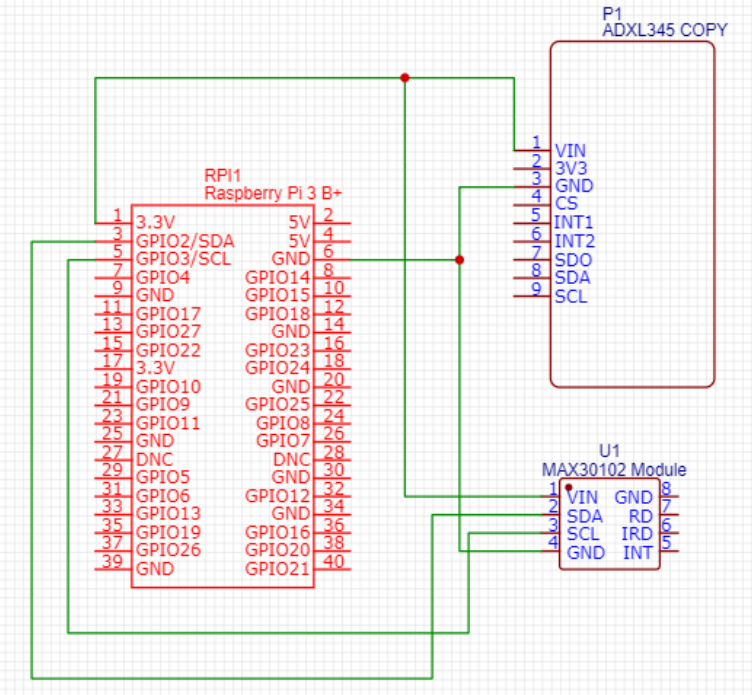 P1
ADXL345 COPY
1 VIN
2 3V3
3 GND
4 CS
5 INT1
6 INT2
7 SDO
8 SDA
9 SCL
RPI1
Raspberry Pi 3 B+
1 3.3V 5V 2
3 GPIO2/SDA 5V 4
5 GPIO3/SCL GND 6
7 GPIO4 GPIO14 8
9 GND GPIO15 10
11 GPIO17 GPIO18 12
13 GPIO27 GND 14
15 GPIO22 GPIO23 16
17 3.3V GPIO24 18
19 GPIO10 GND 20
21 GPIO9 GPIO25 22
23 GPIO11 GPIO8 24
25 GND GPIO7 26
27 DNC DNC 28
29 GPIO5 GND 30
31 GPIO6 GPIO12 32
33 GPIO13 GND 34
35 GPIO19 GPIO16 36
37 GPIO26 GPIO20 38
39 GND GPIO21 40
U1
MAX30102 Module
1 VIN GND 8
2 SDA RD 7
3 SCL IRD 6
4 GND INT 5